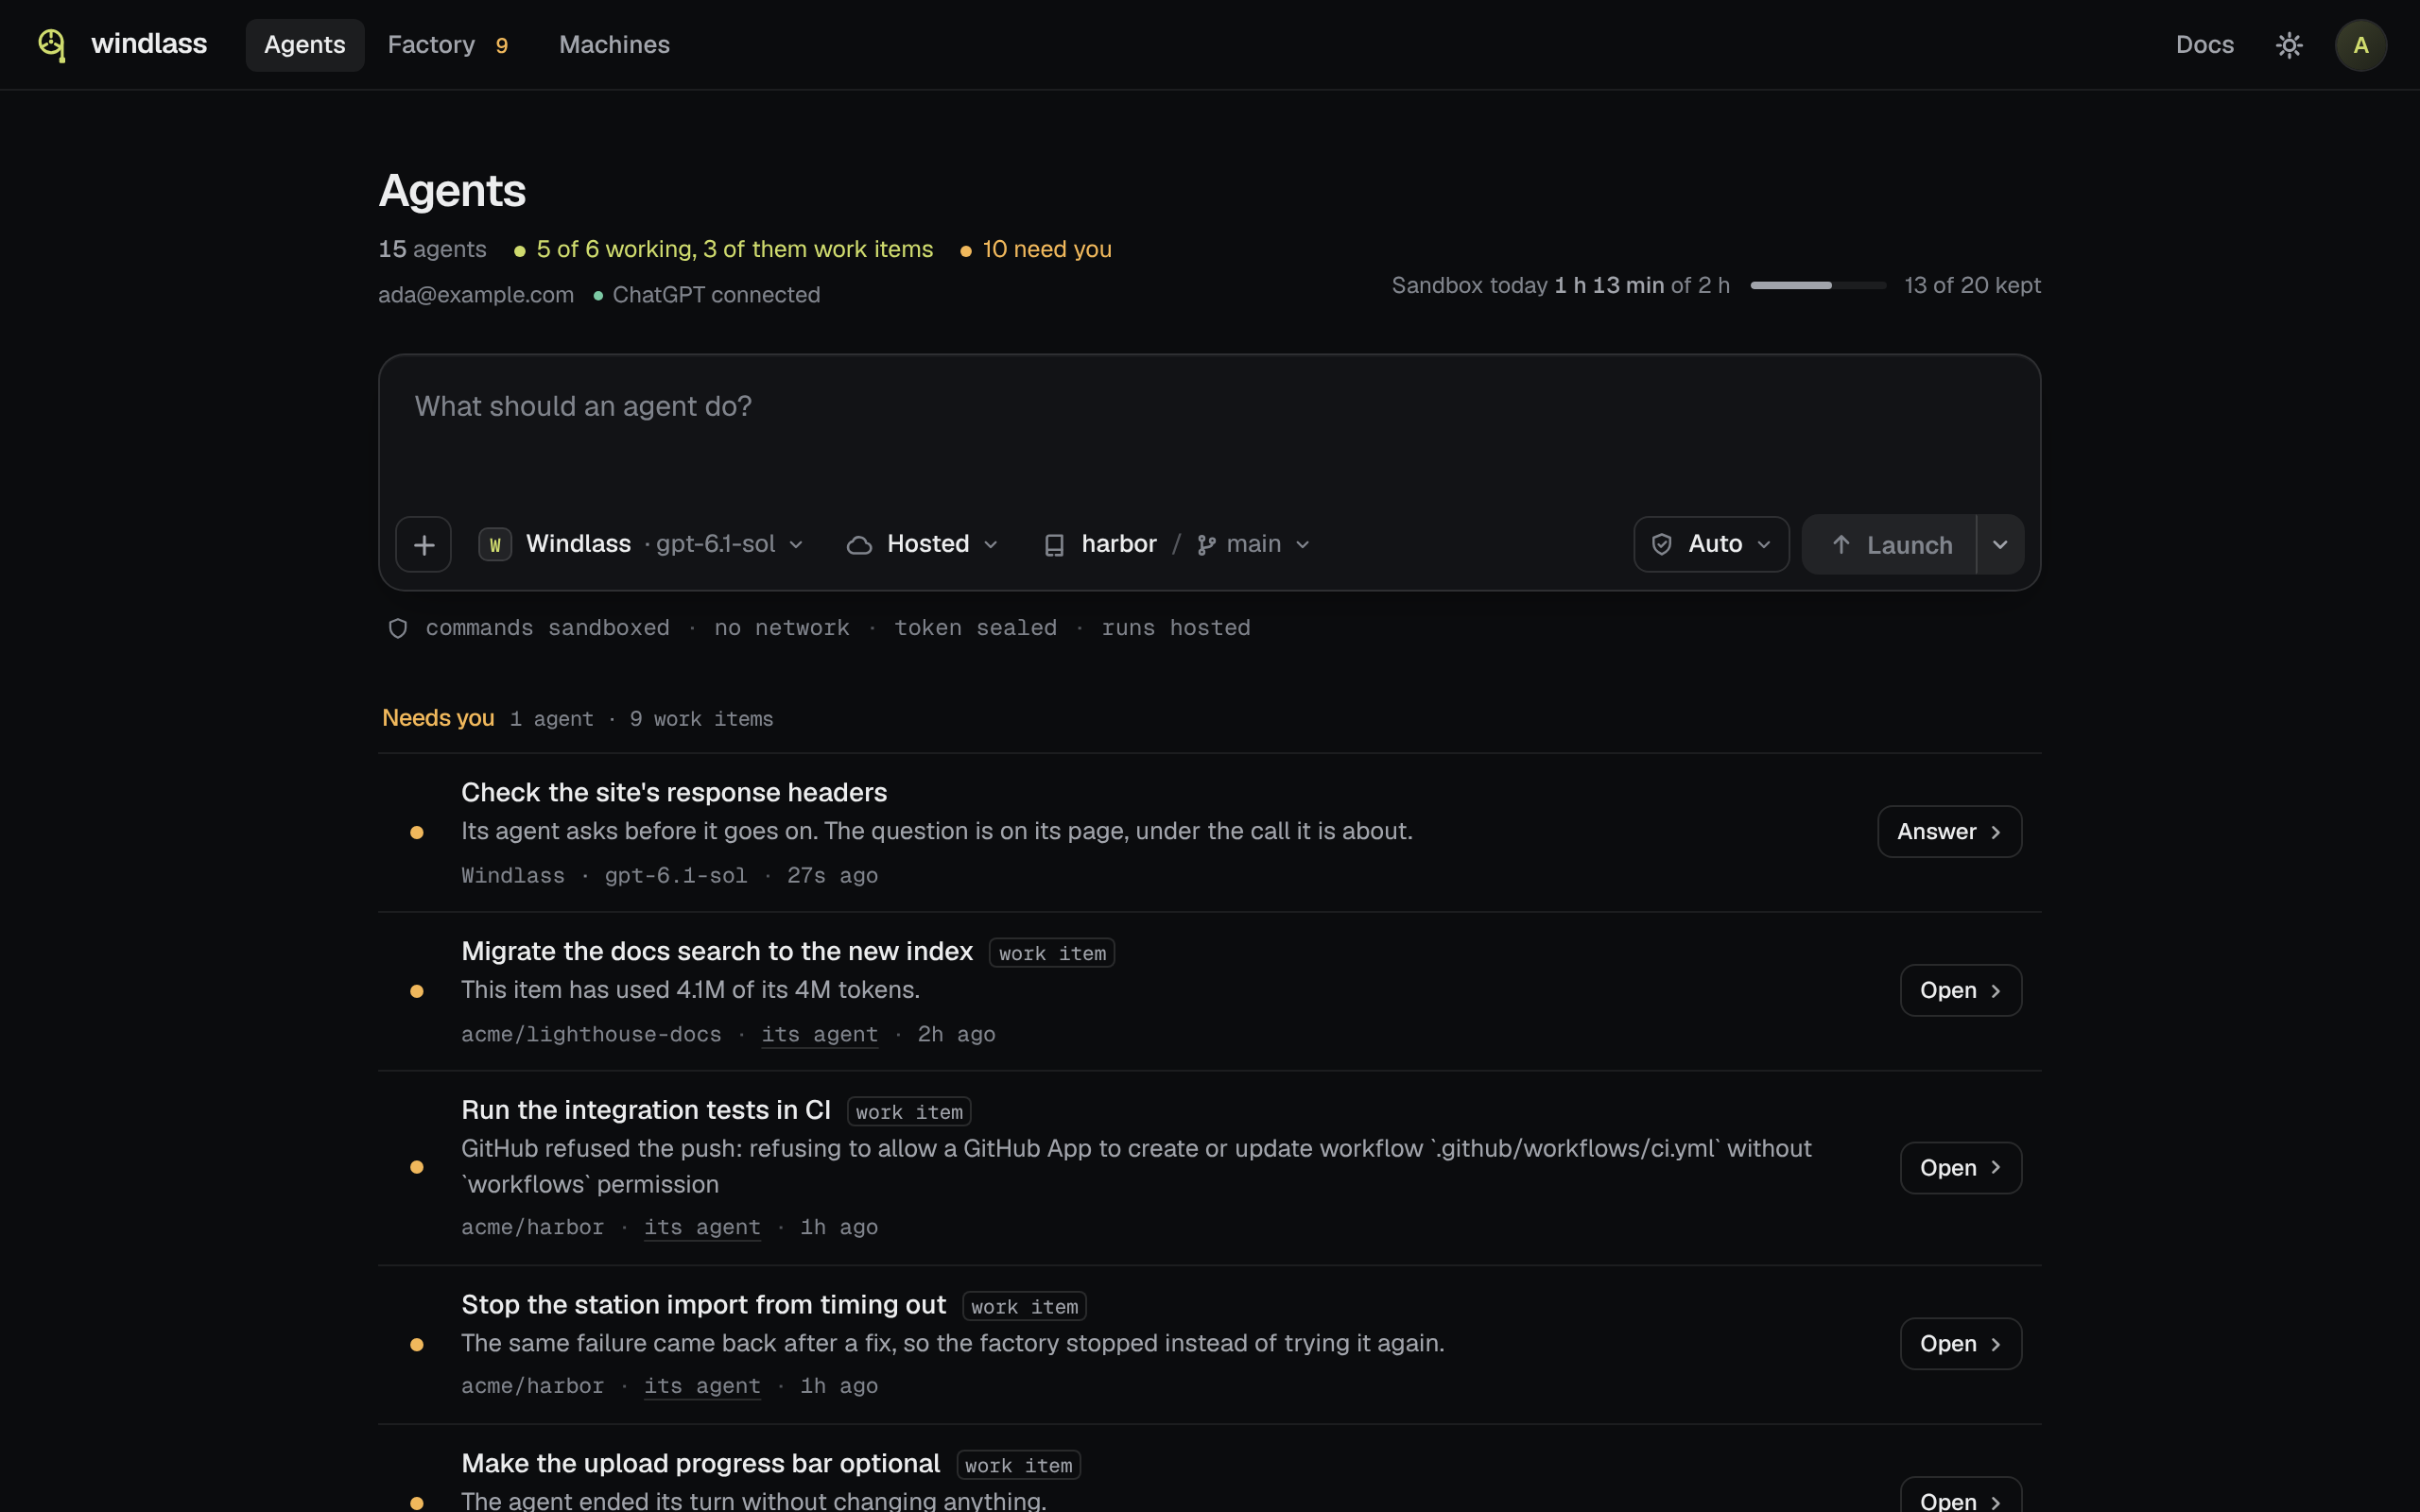 windlass Agents Factory 9 Machines Docs A
Agents
15 agents 5 of 6 working, 3 of them work items 10 need you
ada@example.com ChatGPT connected
Sandbox today 1 h 13 min of 2 h 13 of 20 kept
What should an agent do?
W Windlass · gpt-6.1-sol Hosted harbor / main Auto Launch
commands sandboxed · no network · token sealed · runs hosted
Needs you 1 agent · 9 work items
Check the site's response headers
Its agent asks before it goes on. The question is on its page, under the call it is about.
Answer
Windlass · gpt-6.1-sol · 27s ago
Migrate the docs search to the new index work item
This item has used 4.1M of its 4M tokens.
Open
acme/lighthouse-docs · its agent · 2h ago
Run the integration tests in CI work item
GitHub refused the push: refusing to allow a GitHub App to create or update workflow `.github/workflows/ci.yml` without
`workflows` permission
Open
acme/harbor · its agent · 1h ago
Stop the station import from timing out work item
The same failure came back after a fix, so the factory stopped instead of trying it again.
Open
acme/harbor · its agent · 1h ago
Make the upload progress bar optional work item
The agent ended its turn without changing anything.
Open